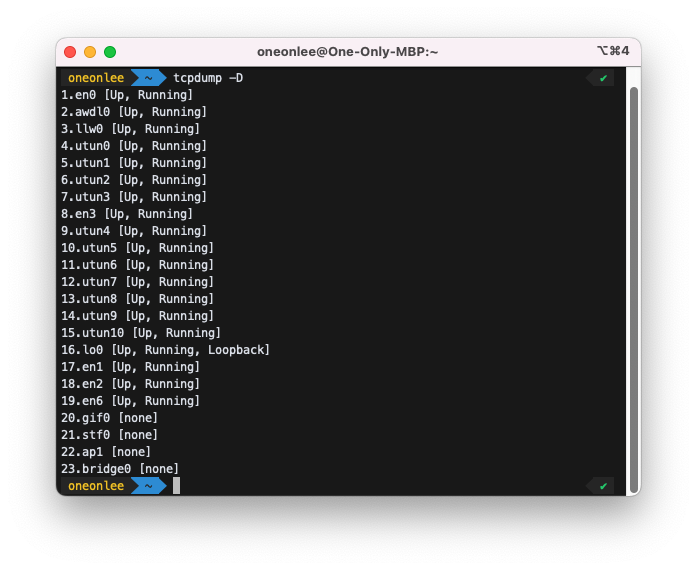 oneonlee@One-Only-MBP:~ ⌥⌘4
oneonlee ~ tcpdump -D ✔
1.en0 [Up, Running]
2.awdl0 [Up, Running]
3.llw0 [Up, Running]
4.utun0 [Up, Running]
5.utun1 [Up, Running]
6.utun2 [Up, Running]
7.utun3 [Up, Running]
8.en3 [Up, Running]
9.utun4 [Up, Running]
10.utun5 [Up, Running]
11.utun6 [Up, Running]
12.utun7 [Up, Running]
13.utun8 [Up, Running]
14.utun9 [Up, Running]
15.utun10 [Up, Running]
16.lo0 [Up, Running, Loopback]
17.en1 [Up, Running]
18.en2 [Up, Running]
19.en6 [Up, Running]
20.gif0 [none]
21.stf0 [none]
22.ap1 [none]
23.bridge0 [none]
oneonlee ~ ✔